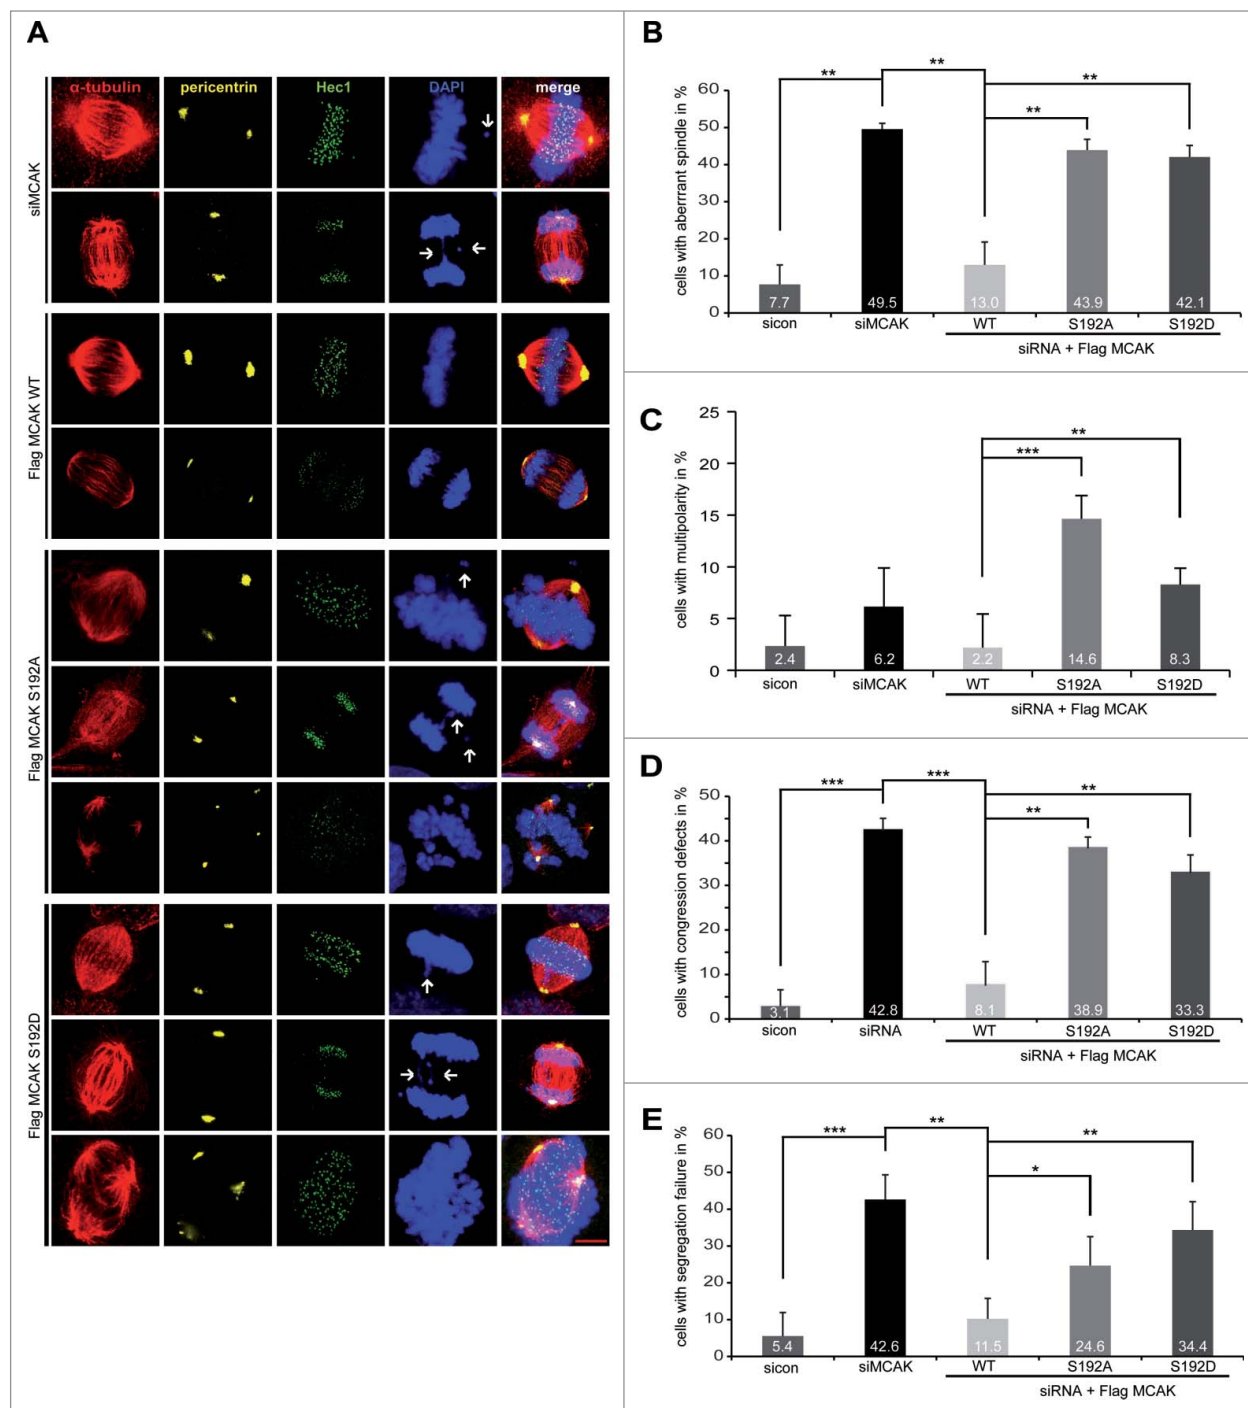 A
α-tubulin pericentrin Hec1 DAPI merge
siMCAK
Flag MCAK WT
Flag MCAK S192A
Flag MCAK S192D
B
cells with aberrrant spindle in %
60
50
40
30
20
10
0
** ** ** **
7.7 49.5 13.0 43.9 42.1
sicon siMCAK WT S192A S192D
siRNA + Flag MCAK
C
cells with multipolarity in %
25
20
15
10
5
0
** ***
2.4 6.2 2.2 14.6 8.3
sicon siMCAK WT S192A S192D
siRNA + Flag MCAK
D
cells with congression defects in %
50
40
30
20
10
0
*** *** ** **
3.1 42.8 8.1 38.9 33.3
sicon siRNA WT S192A S192D
siRNA + Flag MCAK
E
cells with segregation failure in %
60
50
40
30
20
10
0
*** ** ** *
5.4 42.6 11.5 24.6 34.4
sicon siMCAK WT S192A S192D
siRNA + Flag MCAK